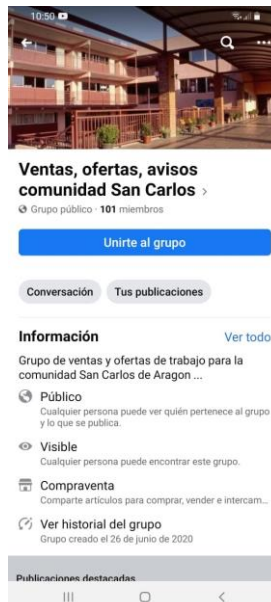 10:50
Ventas, ofertas, avisos
comunidad San Carlos >
Grupo público · 101 miembros
Unirte al grupo
Conversación Tus publicaciones
Información Ver todo
Grupo de ventas y ofertas de trabajo para la
comunidad San Carlos de Aragon ...
Público
Cualquier persona puede ver quién pertenece al grupo
y lo que se publica.
Visible
Cualquier persona puede encontrar este grupo.
Compraventa
Comparte artículos para comprar, vender e intercam...
Ver historial del grupo
Grupo creado el 26 de junio de 2020
Publicaciones destacadas